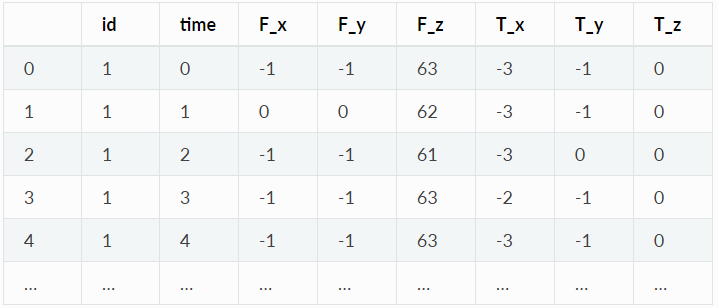 id time F_x F_y F_z T_x T_y T_z
0 1 0 -1 -1 63 -3 -1 0
1 1 1 0 0 62 -3 -1 0
2 1 2 -1 -1 61 -3 0 0
3 1 3 -1 -1 63 -2 -1 0
4 1 4 -1 -1 63 -3 -1 0
... ... ... ... ... ... ... ... ...